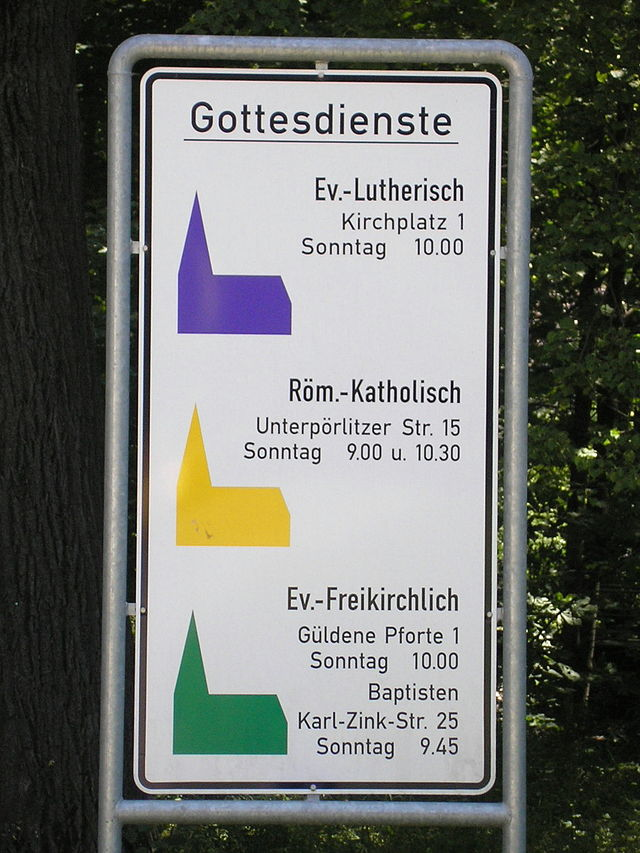 Gottesdienste
Ev.-Lutherisch
Kirchplatz 1
Sonntag 10.00
Röm.-Katholisch
Unterpörlitzer Str. 15
Sonntag 9.00 u. 10.30
Ev.-Freikirchlich
Güldene Pforte 1
Sonntag 10.00
Baptisten
Karl-Zink-Str. 25
Sonntag 9.45